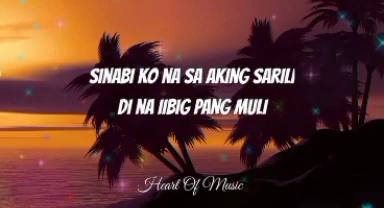 SINABI KO NA SA AKING SARILI
DI NA IIBIG PANG MULI
Heart Of Music